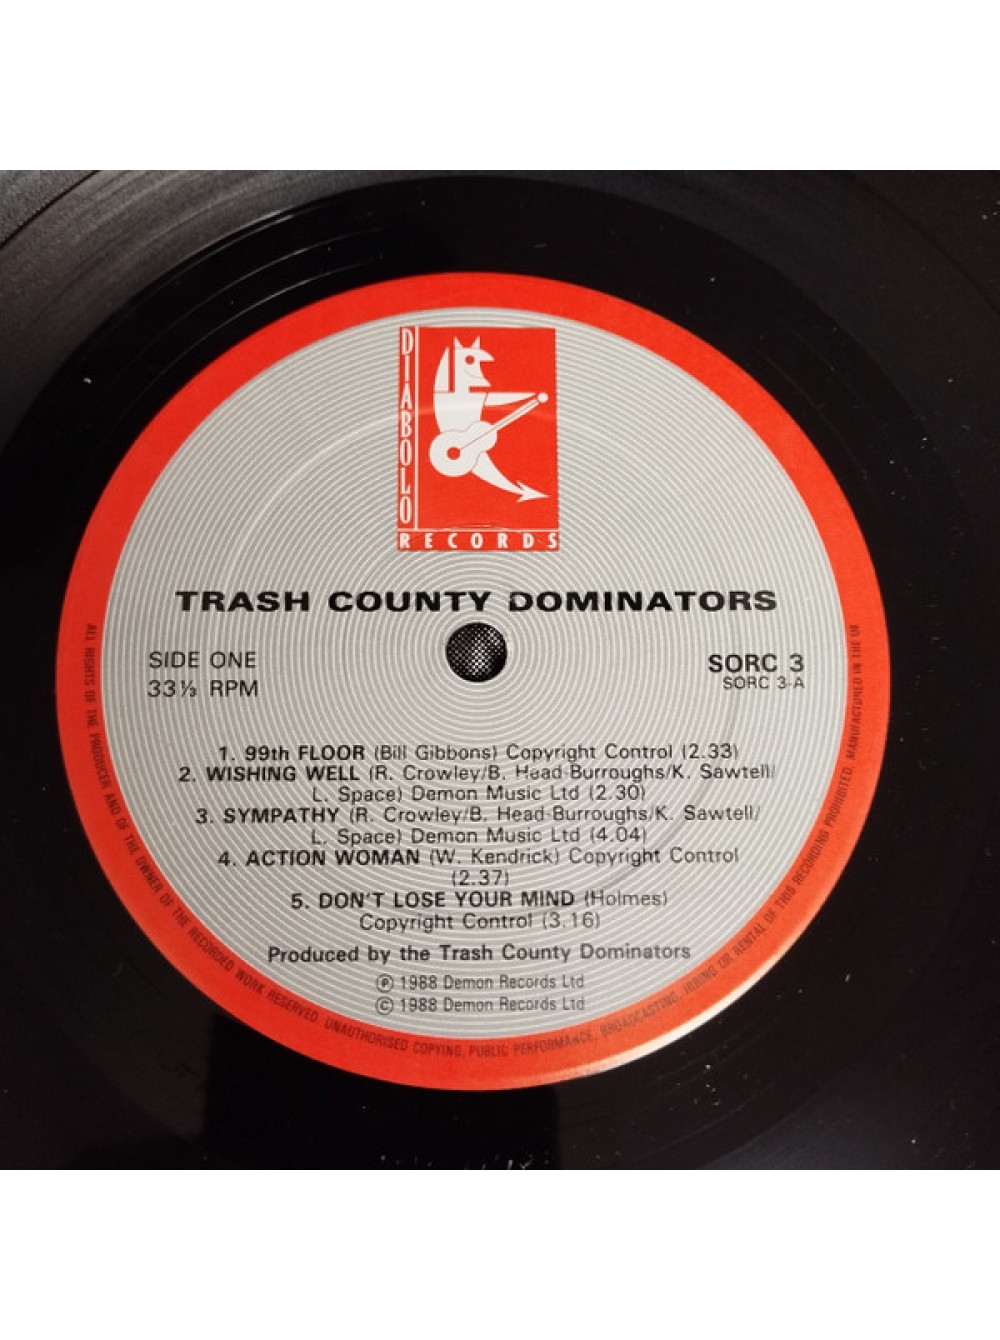 DIABOLO
RECORDS
TRASH COUNTY DOMINATORS
SIDE ONE
33⅓ RPM
SORC 3
SORC 3-A
1. 99th FLOOR (Bill Gibbons) Copyright Control (2.33)
2. WISHING WELL (R. Crowley/B. Head-Burroughs/K. Sawtell/
L. Space) Demon Music Ltd (2.30)
3. SYMPATHY (R. Crowley/B. Head-Burroughs/K. Sawtell/
L. Space) Demon Music Ltd (4.04)
4. ACTION WOMAN (W. Kendrick) Copyright Control
(2.37)
5. DON'T LOSE YOUR MIND (Holmes)
Copyright Control (3.16)
Produced by the Trash County Dominators
℗ 1988 Demon Records Ltd
© 1988 Demon Records Ltd
ALL RIGHTS OF THE PRODUCER AND OF THE OWNER OF THE RECORDED WORK RESERVED. UNAUTHORISED COPYING, PUBLIC PERFORMANCE, BROADCASTING, HIRING OR RENTAL OF THIS RECORDING PROHIBITED. MANUFACTURED IN THE UK